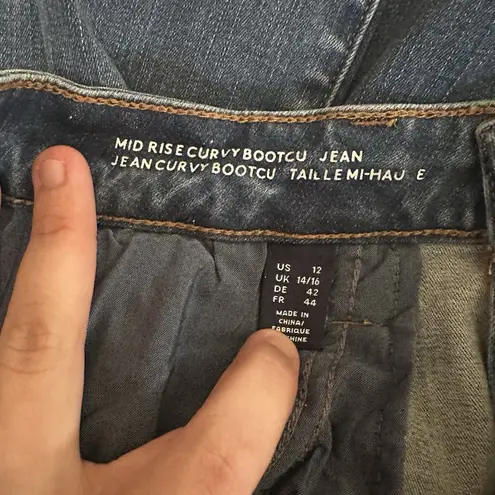 MID RISE CURVY BOOTCU JEAN
JEAN CURVY BOOTCU TAILLE MI-HAU E
US 12
UK 14/16
DE 42
FR 44
MADE IN
CHINA/
FABRIQUE
HINE